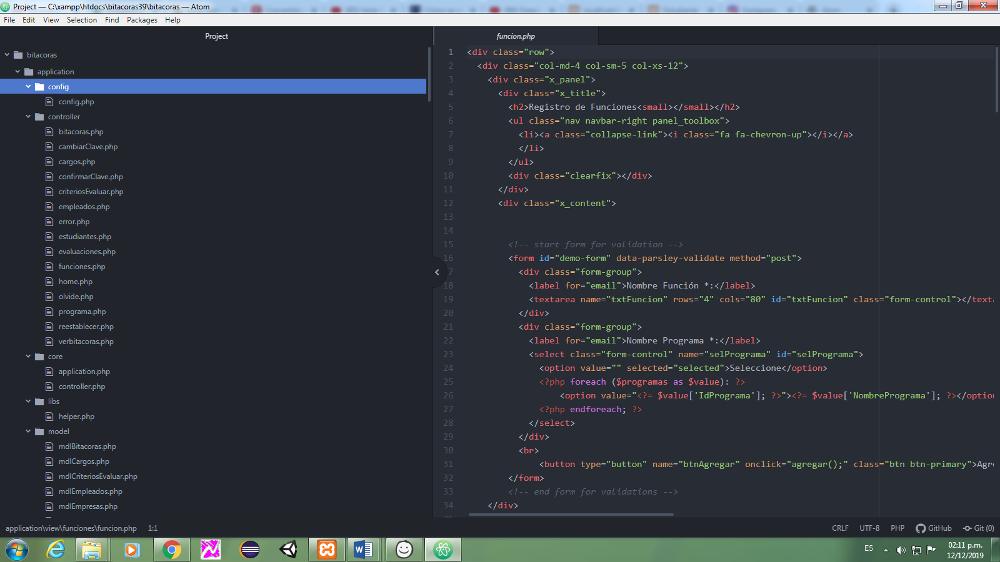 Project — C:\xampp\htdocs\bitacoras39\bitacoras — Atom
File Edit View Selection Find Packages Help
Project
bitacoras
application
config
config.php
controller
bitacoras.php
cambiarClave.php
cargos.php
confirmarClave.php
criteriosEvaluar.php
empleados.php
error.php
estudiantes.php
evaluaciones.php
funciones.php
home.php
olvide.php
programa.php
reestablecer.php
verbitacoras.php
core
application.php
controller.php
libs
helper.php
model
mdlBitacoras.php
mdlCargos.php
mdlCriteriosEvaluar.php
mdlEmpleados.php
mdlEmpresas.php
funcion.php
1 <div class="row">
2 <div class="col-md-4 col-sm-5 col-xs-12">
3 <div class="x_panel">
4 <div class="x_title">
5 <h2>Registro de Funciones<small></small></h2>
6 <ul class="nav navbar-right panel_toolbox">
7 <li><a class="collapse-link"><i class="fa fa-chevron-up"></i></a>
8 </li>
9 </ul>
10 <div class="clearfix"></div>
11 </div>
12 <div class="x_content">
13
14
15 <!-- start form for validation -->
16 <form id="demo-form" data-parsley-validate method="post">
7 <div class="form-group">
18 <label for="email">Nombre Función *:</label>
19 <textarea name="txtFuncion" rows="4" cols="80" id="txtFuncion" class="form-control"></texta
20 </div>
21 <div class="form-group">
22 <label for="email">Nombre Programa *:</label>
23 <select class="form-control" name="selPrograma" id="selPrograma">
24 <option value="" selected="selected">Seleccione</option>
25 <?php foreach ($programas as $value): ?>
26 <option value="<?= $value['IdPrograma']; ?>"><?= $value['NombrePrograma']; ?></option
27 <?php endforeach; ?>
28 </select>
29 </div>
30 <br>
31 <button type="button" name="btnAgregar" onclick="agregar();" class="btn btn-primary">Agre
32 </form>
33 <!-- end form for validations -->
34 </div>
application\view\funciones\funcion.php 1:1
CRLF UTF-8 PHP GitHub Git (0)
ES
02:11 p.m.
12/12/2019